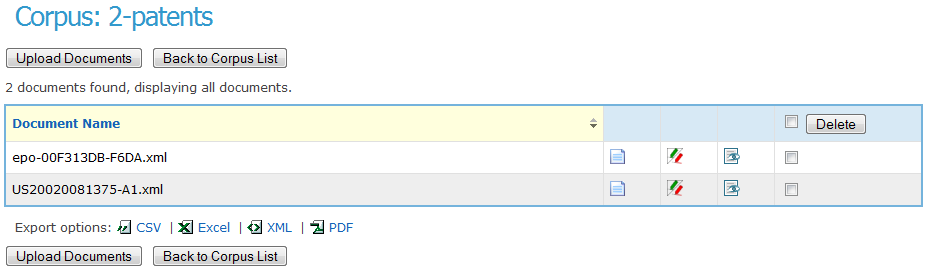 Corpus: 2-patents
Upload Documents Back to Corpus List
2 documents found, displaying all documents.
Document Name Delete
epo-00F313DB-F6DA.xml
US20020081375-A1.xml
Export options: CSV | Excel | XML | PDF
Upload Documents Back to Corpus List